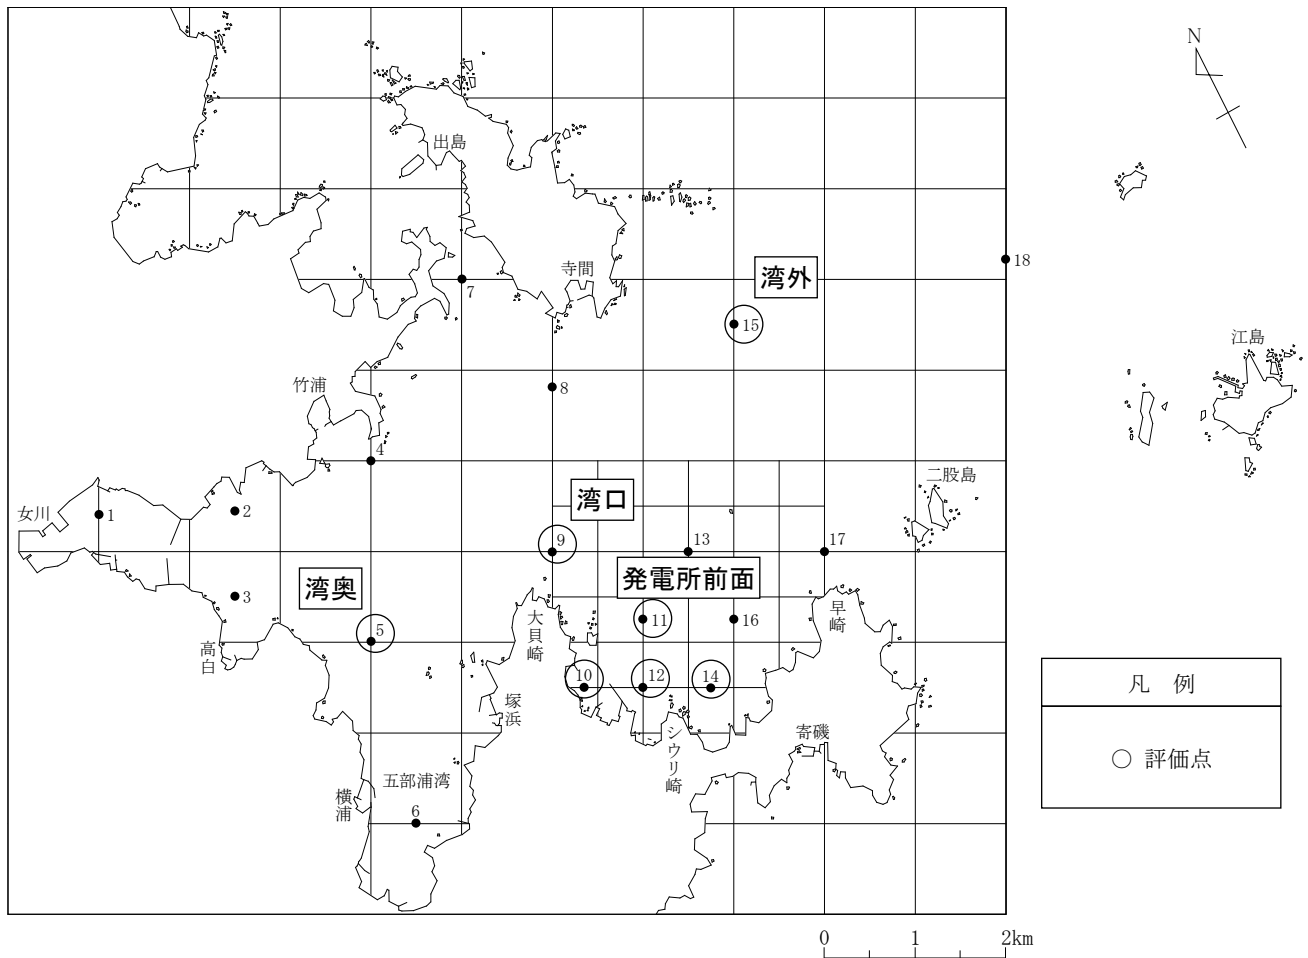 N
出島
18
寺間
湾外
7
15
江島
竹浦
8
4
二股島
湾口
女川
1
2
9
13
17
発電所前面
湾奥
3
大貝崎
11
16
早崎
5
高白
10
12
14
塚浜
シウリ崎
寄磯
凡 例
○ 評価点
五部浦湾
横浦
6
0 1 2km